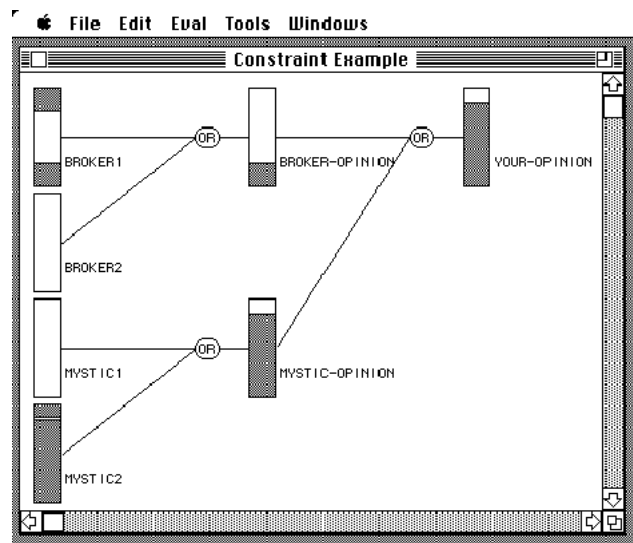 File Edit Eval Tools Windows
Constraint Example
OR OR
BROKER1 BROKER-OPINION YOUR-OPINION
BROKER2
OR
MYSTIC1 MYSTIC-OPINION
MYSTIC2